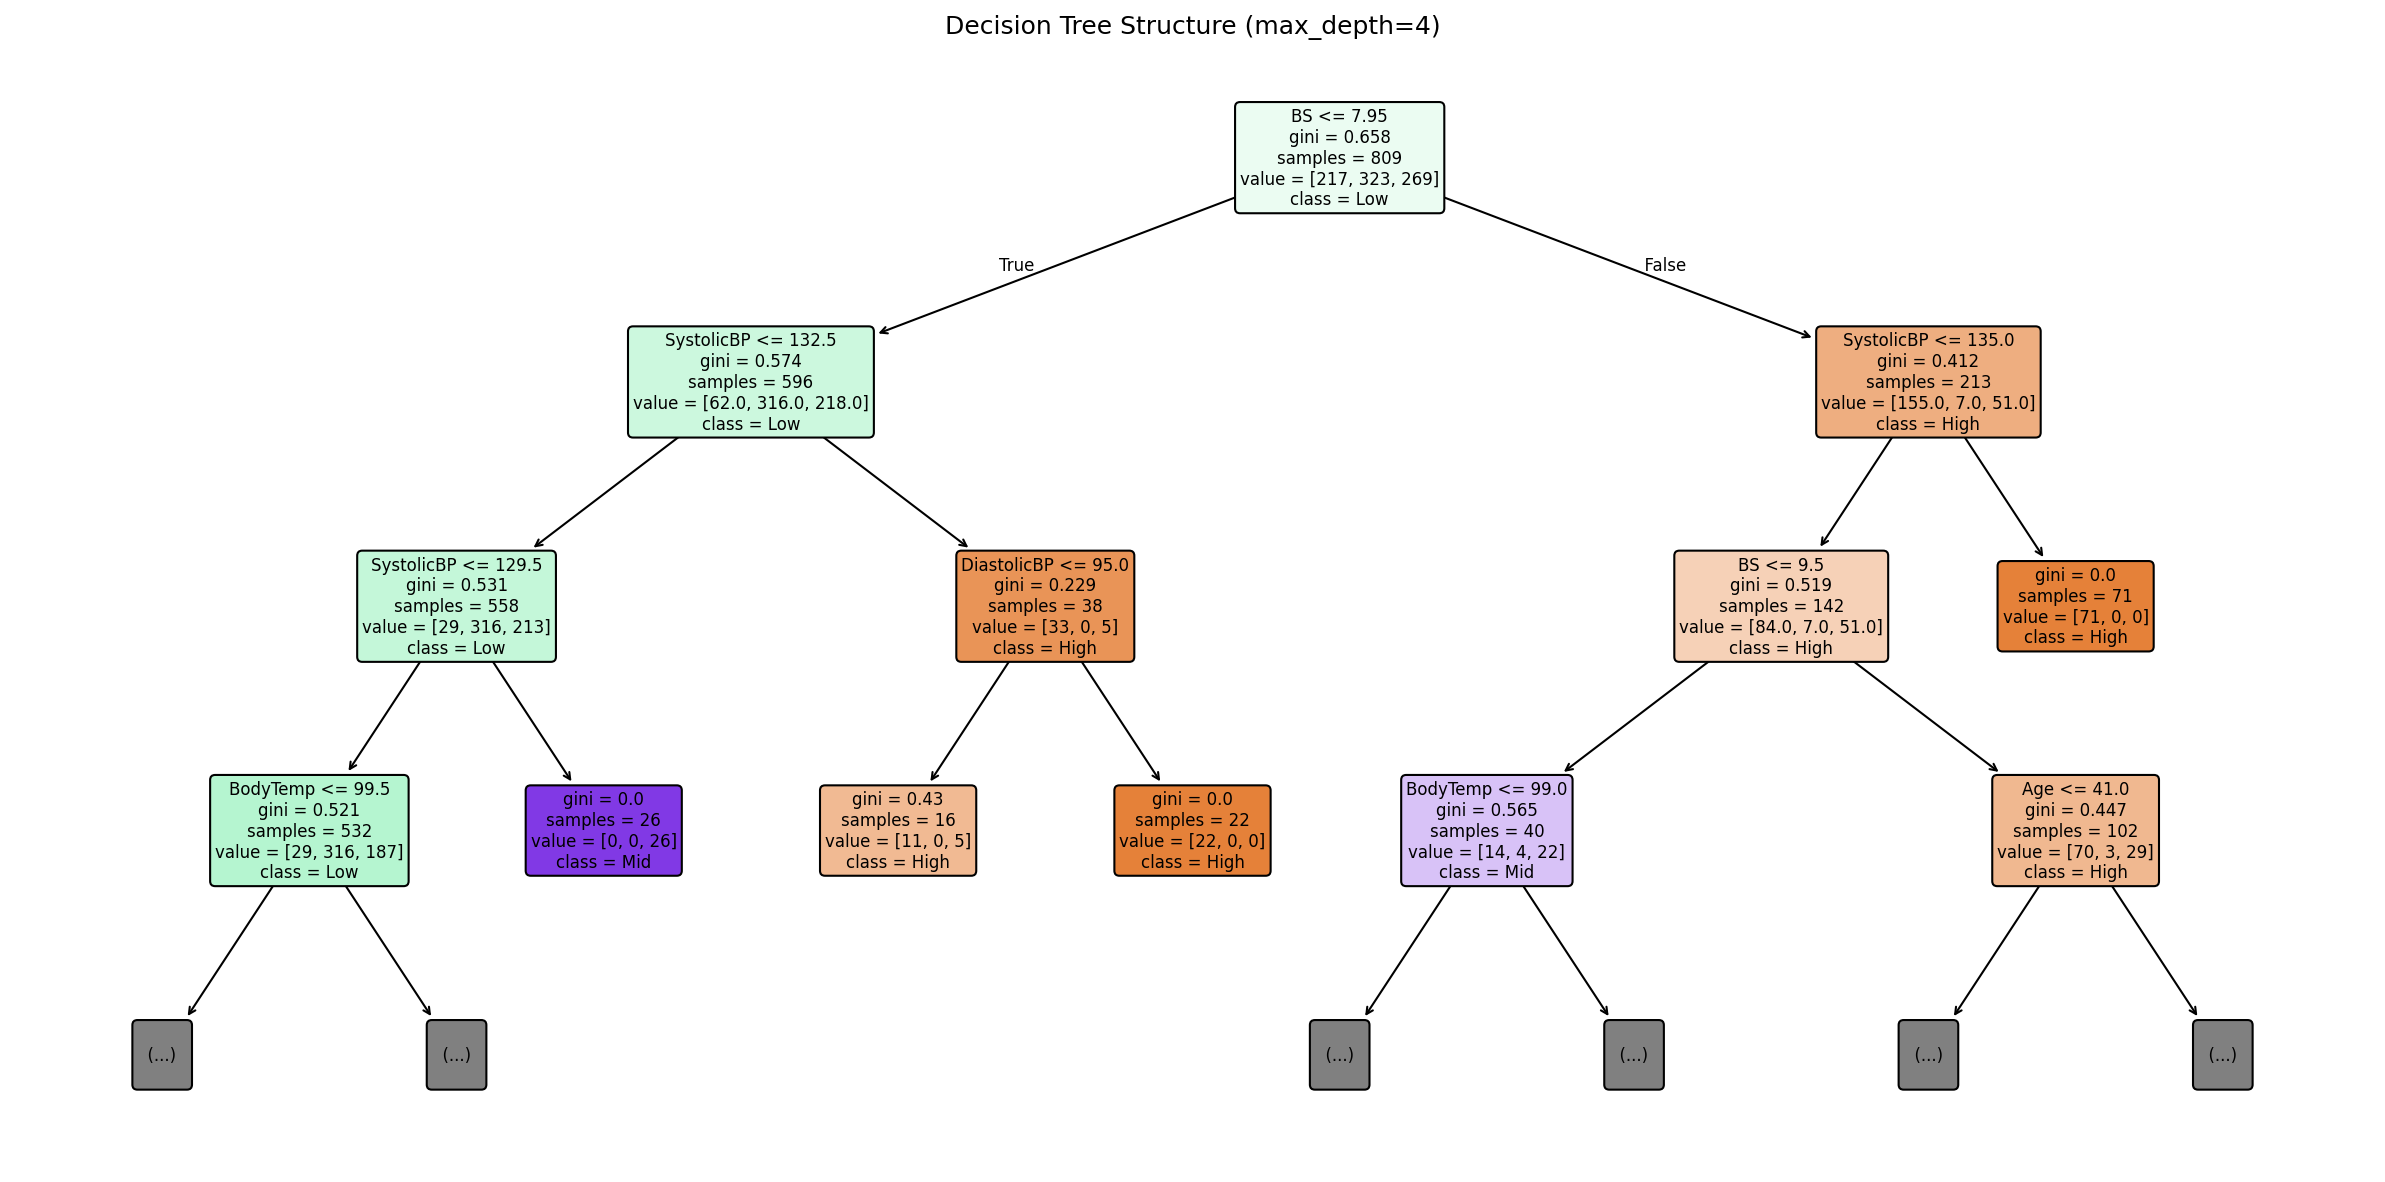 Decision Tree Structure (max_depth=4)
BS <= 7.95
gini = 0.658
samples = 809
value = [217, 323, 269]
class = Low
True
False
SystolicBP <= 132.5
gini = 0.574
samples = 596
value = [62.0, 316.0, 218.0]
class = Low
SystolicBP <= 135.0
gini = 0.412
samples = 213
value = [155.0, 7.0, 51.0]
class = High
SystolicBP <= 129.5
gini = 0.531
samples = 558
value = [29, 316, 213]
class = Low
DiastolicBP <= 95.0
gini = 0.229
samples = 38
value = [33, 0, 5]
class = High
BS <= 9.5
gini = 0.519
samples = 142
value = [84.0, 7.0, 51.0]
class = High
gini = 0.0
samples = 71
value = [71, 0, 0]
class = High
BodyTemp <= 99.5
gini = 0.521
samples = 532
value = [29, 316, 187]
class = Low
gini = 0.0
samples = 26
value = [0, 0, 26]
class = Mid
gini = 0.43
samples = 16
value = [11, 0, 5]
class = High
gini = 0.0
samples = 22
value = [22, 0, 0]
class = High
BodyTemp <= 99.0
gini = 0.565
samples = 40
value = [14, 4, 22]
class = Mid
Age <= 41.0
gini = 0.447
samples = 102
value = [70, 3, 29]
class = High
(...)
(...)
(...)
(...)
(...)
(...)